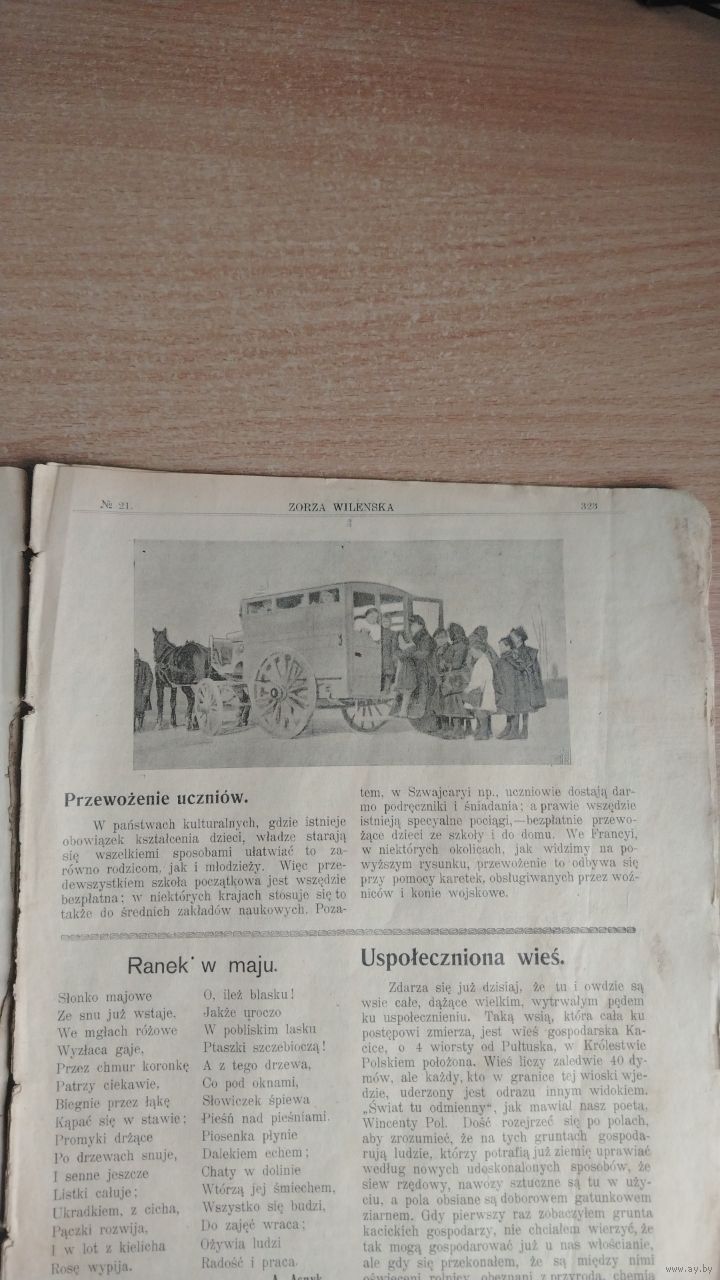 № 21.
ZORZA WILEŃSKA
323
Przewożenie uczniów.
W państwach kulturalnych, gdzie istnieje
obowiązek kształcenia dzieci, władze starają
się wszelkiemi sposobami ułatwiać to za-
równo rodzicom, jak i młodzieży. Więc prze-
dewszystkiem szkoła początkowa jest wszędzie
bezpłatna; w niektórych krajach stosuje się to
także do średnich zakładów naukowych. Poza-
tem, w Szwajcaryi np., uczniowie dostają dar-
mo podręczniki i śniadania; a prawie wszędzie
istnieją specyalne pociągi,—bezpłatnie przewo-
żące dzieci ze szkoły i do domu. We Francyi,
w niektórych okolicach, jak widzimy na po-
wyższym rysunku, przewożenie to odbywa się
przy pomocy karetek, obsługiwanych przez woź-
niców i konie wojskowe.
Ranek w maju.
Słonko majowe
Ze snu już wstaje,
We mgłach różowe
Wyzłaca gaje,
Przez chmur koronkę
Patrzy ciekawie,
Biegnie przez łąkę
Kąpać się w stawie;
Promyki drżące
Po drzewach snuje,
I senne jeszcze
Listki całuje;
Ukradkiem, z cicha,
Pączki rozwija,
I w lot z kielicha
Rosę wypija.
O, ileż blasku!
Jakże uroczo
W pobliskim lasku
Ptaszki szczebioczą!
A z tego drzewa,
Co pod oknami,
Słowiczek śpiewa
Pieśń nad pieśniami.
Piosenka płynie
Dalekiem echem;
Chaty w dolinie
Wtórzą jej śmiechem,
Wszystko się budzi,
Do zajęć wraca;
Ożywia ludzi
Radość i praca.
A. Asnyk
Uspołeczniona wieś.
Zdarza się już dzisiaj, że tu i owdzie są
wsie całe, dążące wielkim, wytrwałym pędem
ku uspołecznieniu. Taką wsią, która cała ku
postępowi zmierza, jest wieś gospodarska Ka-
cice, o 4 wiorsty od Pułtuska, w Królestwie
Polskiem położona. Wieś liczy zaledwie 40 dy-
mów, ale każdy, kto w granice tej wioski wje-
dzie, uderzony jest odrazu innym widokiem.
„Świat tu odmienny“, jak mawiał nasz poeta,
Wincenty Pol. Dość rozejrzeć się po polach,
aby zrozumieć, że na tych gruntach gospoda-
rują ludzie, którzy potrafią już ziemię uprawiać
według nowych udoskonalonych sposobów, że
siew rzędowy, nawozy sztuczne są tu w uży-
ciu, a pola obsiane są doborowem gatunkowem
ziarnem. Gdy pierwszy raz zobaczyłem grunta
kacickich gospodarzy, nie chciałem wierzyć, że
tak mogą gospodarować już u nas włościanie,
ale gdy się przekonałem, że są między nimi
oświeceni rolnicy, obeznani z przyrodą, chemią
www.ay.by